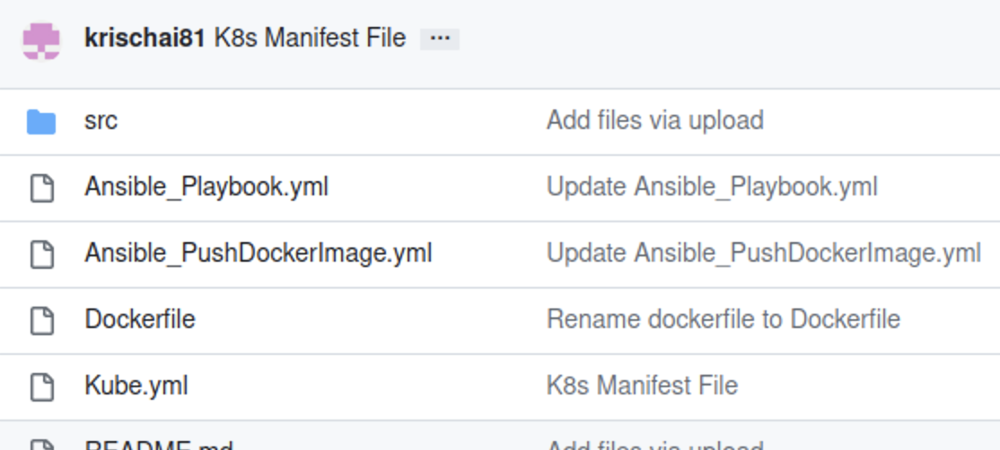 krischai81 K8s Manifest File ...
src Add files via upload
Ansible_Playbook.yml Update Ansible_Playbook.yml
Ansible_PushDockerImage.yml Update Ansible_PushDockerImage.yml
Dockerfile Rename dockerfile to Dockerfile
Kube.yml K8s Manifest File
README.md Add files via upload